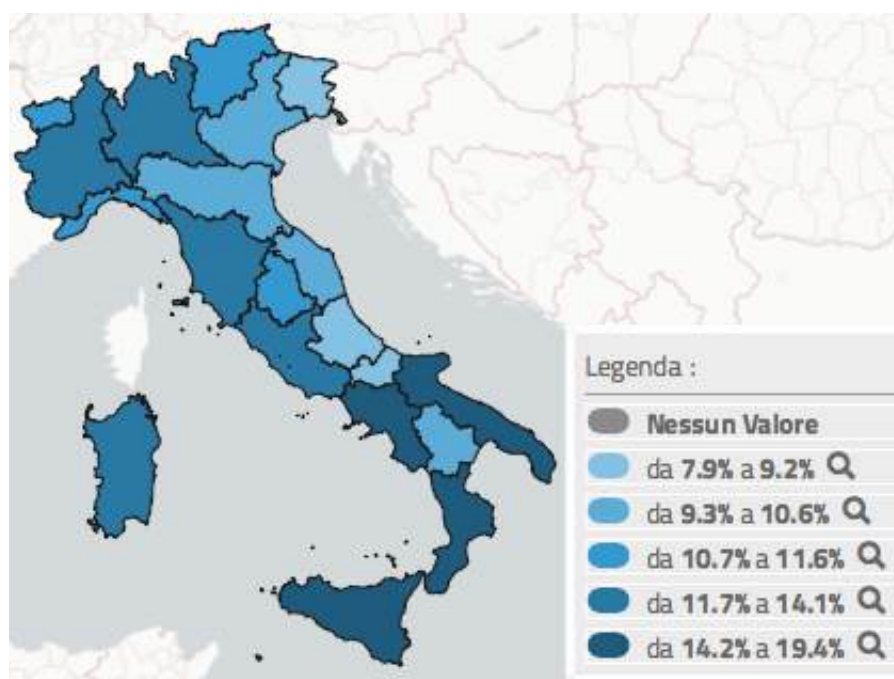 Legenda :
Nessun Valore
da 7.9% a 9.2%
da 9.3% a 10.6%
da 10.7% a 11.6%
da 11.7% a 14.1%
da 14.2% a 19.4%